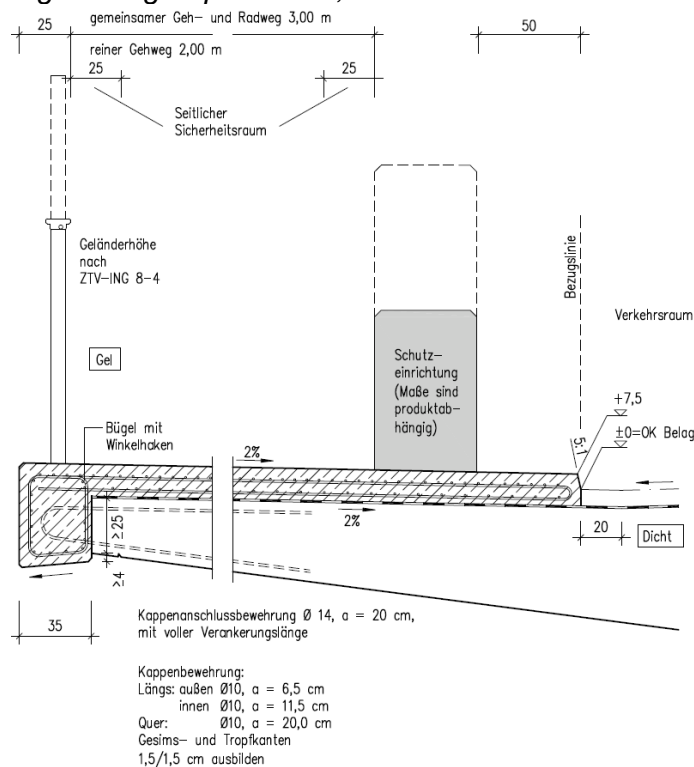 25
gemeinsamer Geh- und Radweg 3,00 m
50
reiner Gehweg 2,00 m
25
25
Seitlicher
Sicherheitsraum
Geländerhöhe
nach
ZTV-ING 8-4
Bezugslinie
Verkehrsraum
Gel
Schutz-
einrichtung
(Maße sind
produktab-
hängig)
+7,5
±0=OK Belag
5:1
Bügel mit
Winkelhaken
2%
2%
20
Dicht
≥25
≥4
35
Kappenanschlussbewehrung Ø 14, a = 20 cm,
mit voller Verankerungslänge
Kappenbewehrung:
Längs: außen Ø10, a = 6,5 cm
innen Ø10, a = 11,5 cm
Quer: Ø10, a = 20,0 cm
Gesims- und Tropfkanten
1,5/1,5 cm ausbilden